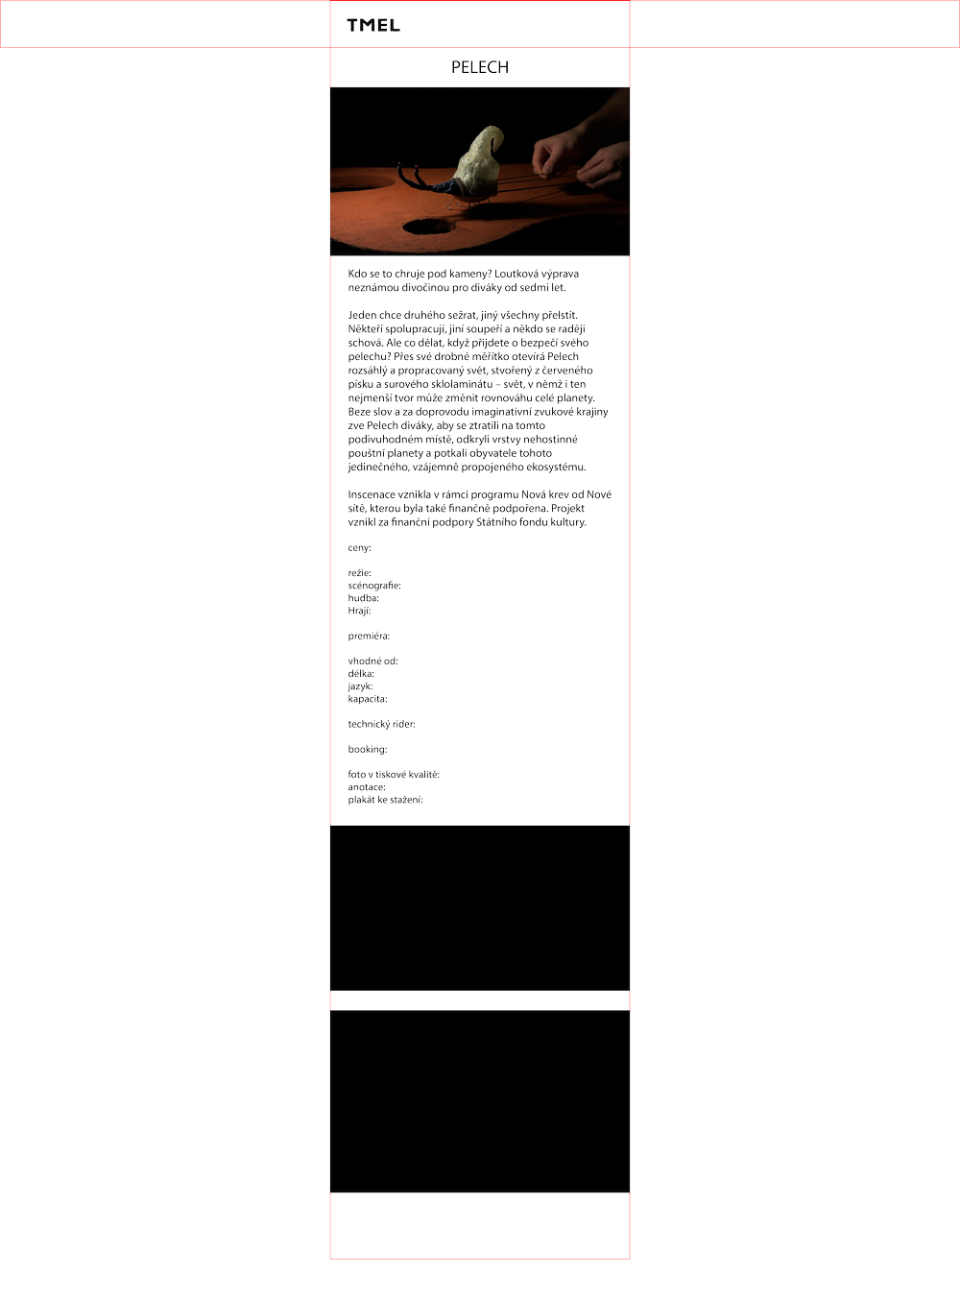 TMEL
PELECH
Kdo se to chruje pod kameny? Loutková výprava
neznámou divočinou pro diváky od sedmi let.
Jeden chce druhého sežrat, jiný všechny přelstít.
Někteří spolupracují, jiní soupeří a někdo se raději
schová. Ale co dělat, když přijdete o bezpečí svého
pelechu? Přes své drobné měřítko otevírá Pelech
rozsáhlý a propracovaný svět, stvořený z červeného
písku a surového sklolaminátu – svět, v němž i ten
nejmenší tvor může změnit rovnováhu celé planety.
Beze slov a za doprovodu imaginativní zvukové krajiny
zve Pelech diváky, aby se ztratili na tomto
podivuhodném místě, odkryli vrstvy nehostinné
pouštní planety a potkali obyvatele tohoto
jedinečného, vzájemně propojeného ekosystému.
Inscenace vznikla v rámci programu Nová krev od Nové
sítě, kterou byla také finančně podpořena. Projekt
vznikl za finanční podpory Státního fondu kultury.
ceny:
režie:
scénografie:
hudba:
Hrají:
premiéra:
vhodné od:
délka:
jazyk:
kapacita:
technický rider:
booking:
foto v tiskové kvalitě:
anotace:
plakát ke stažení: